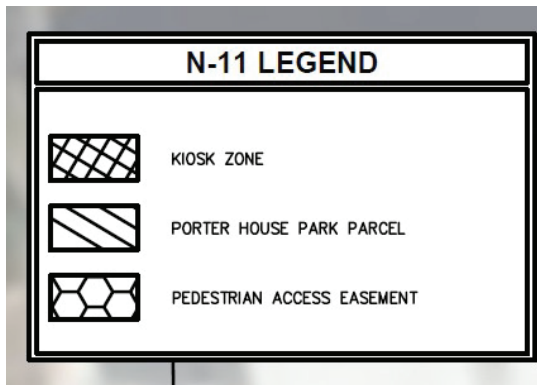 N-11 LEGEND
KIOSK ZONE
PORTER HOUSE PARK PARCEL
PEDESTRIAN ACCESS EASEMENT